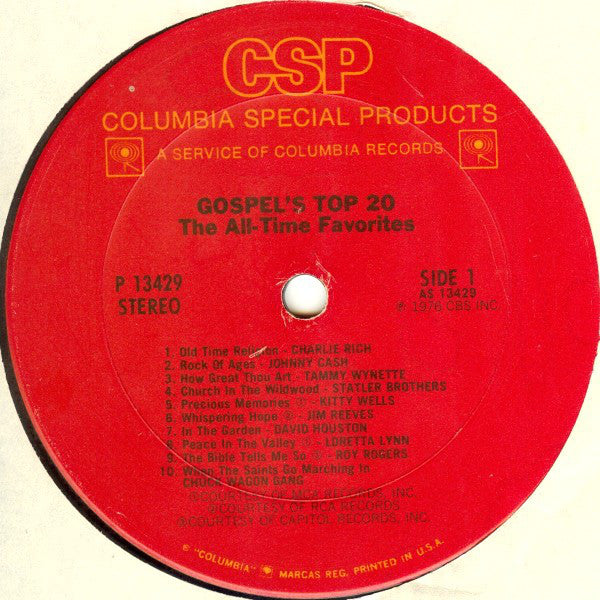 CSP
COLUMBIA SPECIAL PRODUCTS
A SERVICE OF COLUMBIA RECORDS
GOSPEL'S TOP 20
The All-Time Favorites
P 13429
STEREO
SIDE 1
AS 13429
℗ 1976 CBS INC.
1. Old Time Religion - CHARLIE RICH
2. Rock Of Ages - JOHNNY CASH
3. How Great Thou Art - TAMMY WYNETTE
4. Church In The Wildwood - STATLER BROTHERS
5. Precious Memories - KITTY WELLS
6. Whispering Hope - JIM REEVES
7. In The Garden - DAVID HOUSTON
8. Peace In The Valley - LORETTA LYNN
9. The Bible Tells Me So - ROY ROGERS
10. When The Saints Go Marching In
CHUCK WAGON GANG
COURTESY OF MCA RECORDS, INC.
COURTESY OF RCA RECORDS
COURTESY OF CAPITOL RECORDS, INC.
"COLUMBIA" MARCAS REG. PRINTED IN U.S.A.